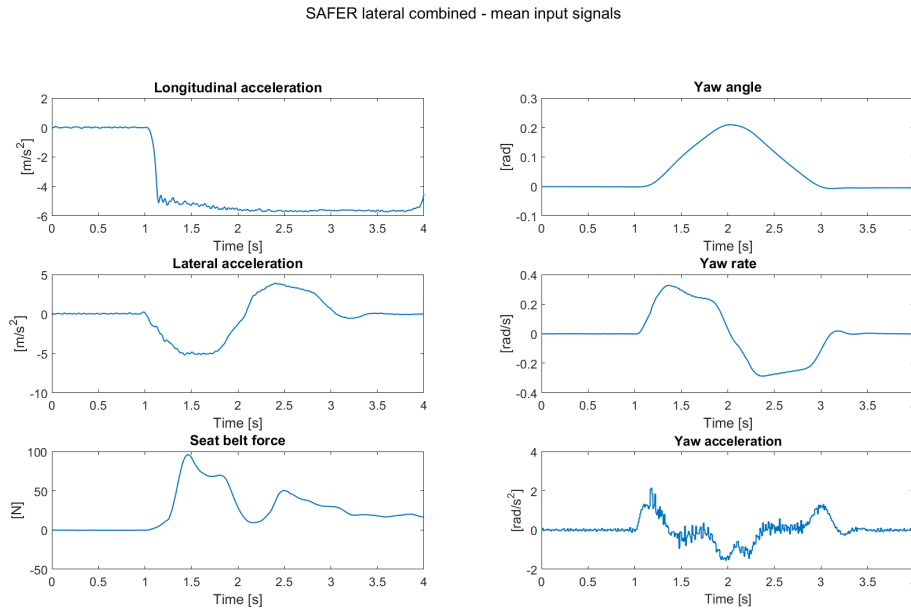 SAFER lateral combined - mean input signals
Longitudinal acceleration
2
0
-2
-4
-6
[m/s²]
0 0.5 1 1.5 2 2.5 3 3.5 4
Time [s]
Yaw angle
0.3
0.2
0.1
0
-0.1
[rad]
0 0.5 1 1.5 2 2.5 3 3.5 4
Time [s]
Lateral acceleration
5
0
-5
-10
[m/s²]
0 0.5 1 1.5 2 2.5 3 3.5 4
Time [s]
Yaw rate
0.4
0.2
0
-0.2
-0.4
[rad/s]
0 0.5 1 1.5 2 2.5 3 3.5 4
Time [s]
Seat belt force
100
50
0
-50
[N]
0 0.5 1 1.5 2 2.5 3 3.5 4
Time [s]
Yaw acceleration
4
2
0
-2
[rad/s²]
0 0.5 1 1.5 2 2.5 3 3.5 4
Time [s]